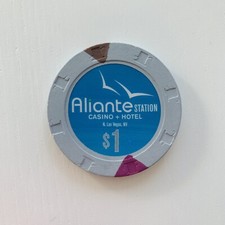 Aliante STATION
CASINO + HOTEL
N. Las Vegas, NV
$1